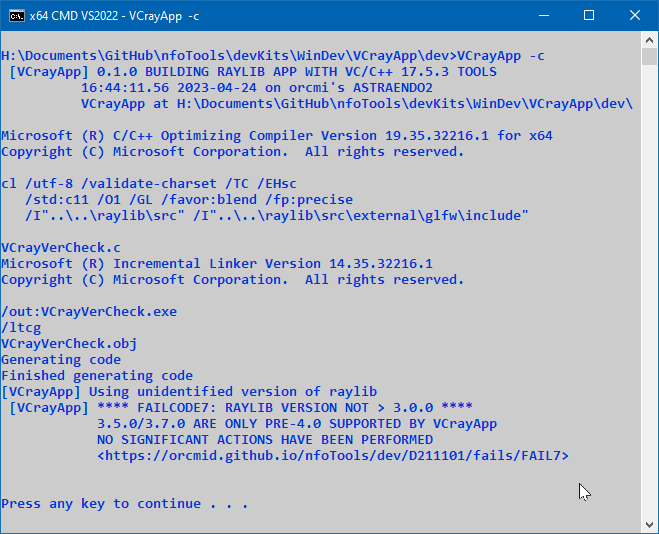 x64 CMD VS2022 - VCrayApp -c
H:\Documents\GitHub\nfoTools\devKits\WinDev\VCrayApp\dev>VCrayApp -c
[VCrayApp] 0.1.0 BUILDING RAYLIB APP WITH VC/C++ 17.5.3 TOOLS
16:44:11.56 2023-04-24 on orcmi's ASTRAENDO2
VCrayApp at H:\Documents\GitHub\nfoTools\devKits\WinDev\VCrayApp\dev\
Microsoft (R) C/C++ Optimizing Compiler Version 19.35.32216.1 for x64
Copyright (C) Microsoft Corporation.  All rights reserved.
cl /utf-8 /validate-charset /TC /EHsc
/std:c11 /O1 /GL /favor:blend /fp:precise
/I"..\..\raylib\src" /I"..\..\raylib\src\external\glfw\include"
VCrayVerCheck.c
Microsoft (R) Incremental Linker Version 14.35.32216.1
Copyright (C) Microsoft Corporation.  All rights reserved.
/out:VCrayVerCheck.exe
/ltcg
VCrayVerCheck.obj
Generating code
Finished generating code
[VCrayApp] Using unidentified version of raylib
[VCrayApp] **** FAILCODE7: RAYLIB VERSION NOT > 3.0.0 ****
3.5.0/3.7.0 ARE ONLY PRE-4.0 SUPPORTED BY VCrayApp
NO SIGNIFICANT ACTIONS HAVE BEEN PERFORMED
<https://orcmid.github.io/nfoTools/dev/D211101/fails/FAIL7>
Press any key to continue . . .